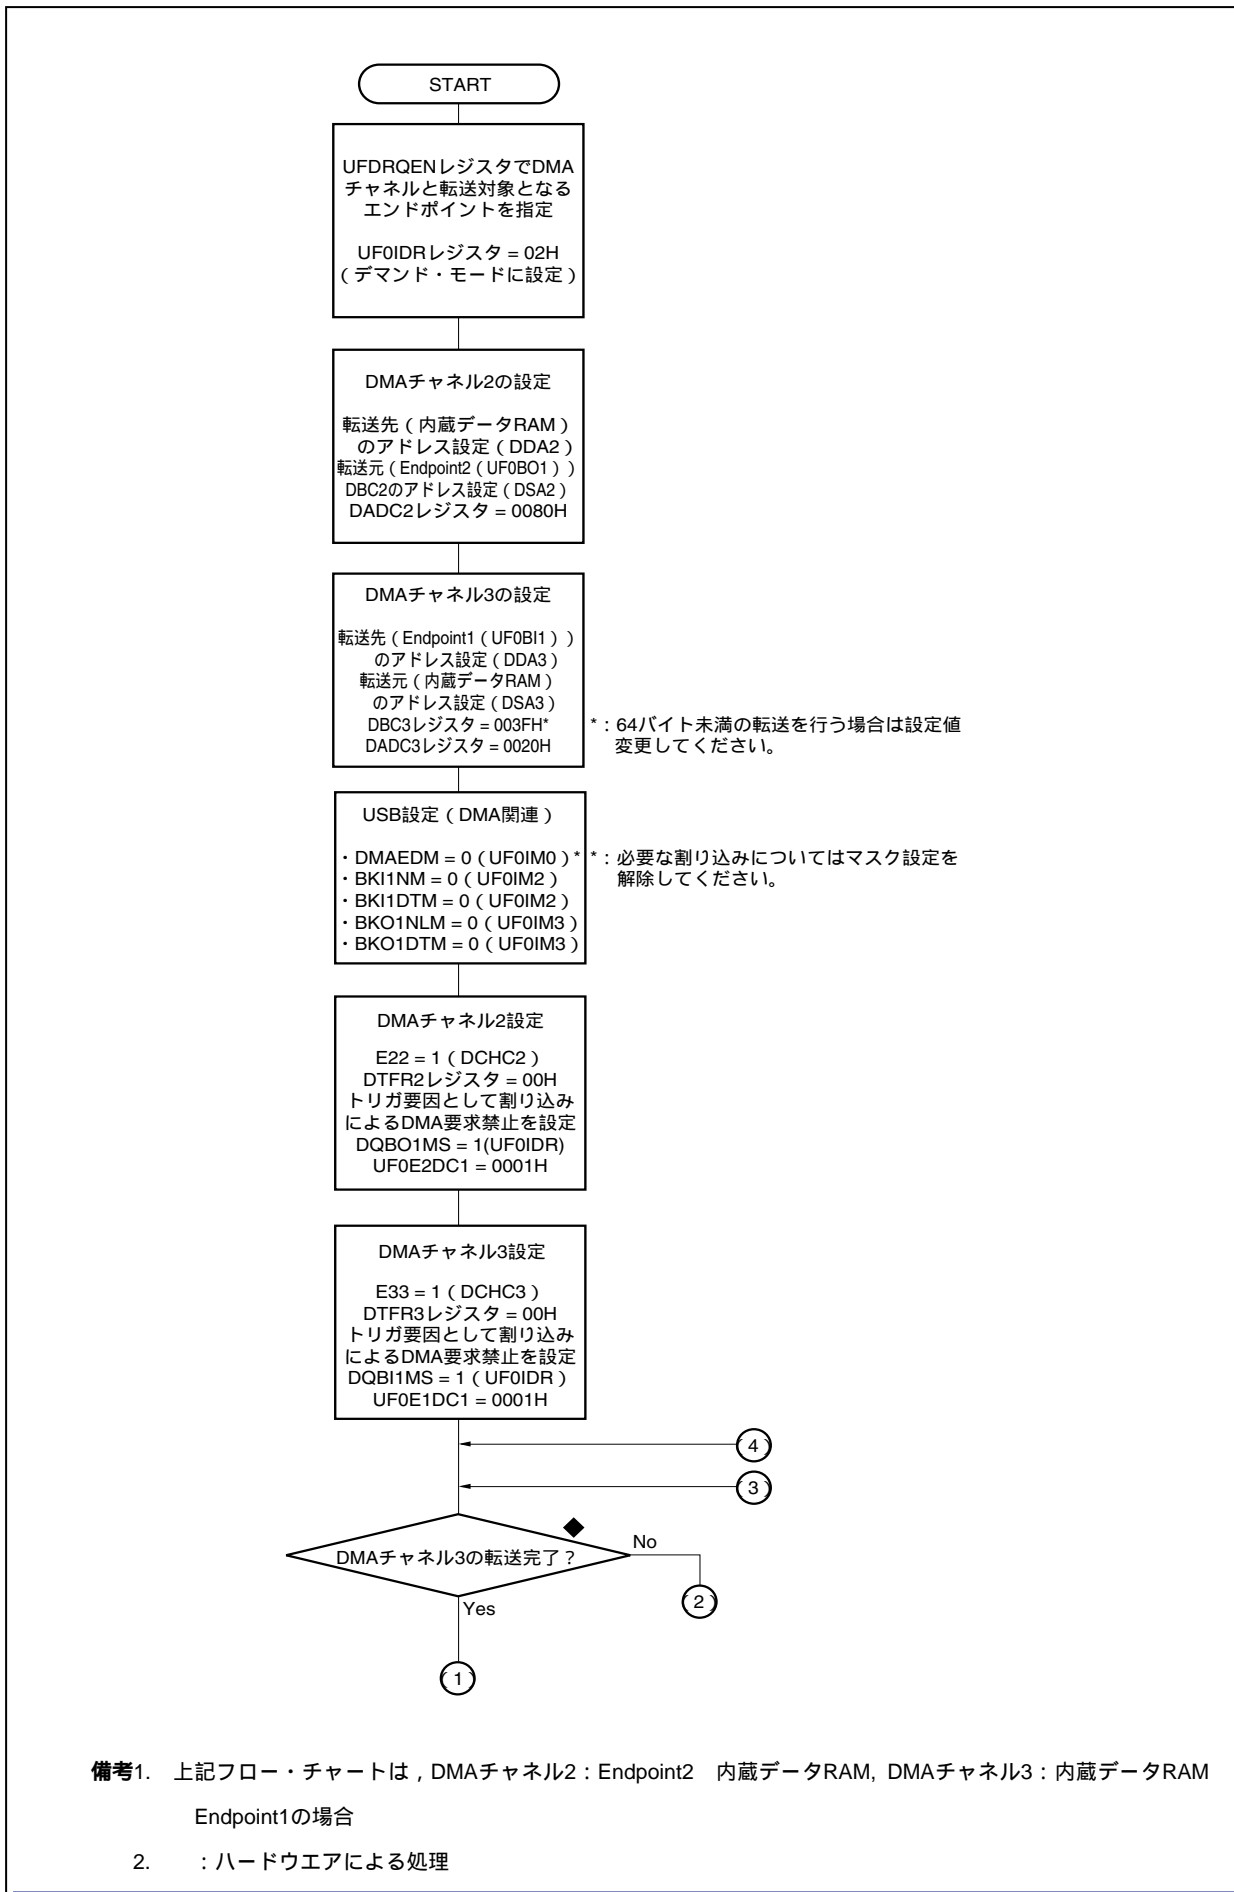 START
UFDRQENレジスタでDMA
チャネルと転送対象となる
エンドポイントを指定
UF0IDRレジスタ = 02H
（デマンド・モードに設定）
DMAチャネル2の設定
転送先（内蔵データRAM）
のアドレス設定（DDA2）
転送元（Endpoint2（UF0BO1））
DBC2のアドレス設定（DSA2）
DADC2レジスタ = 0080H
DMAチャネル3の設定
転送先（Endpoint1（UF0BI1））
のアドレス設定（DDA3）
転送元（内蔵データRAM）
のアドレス設定（DSA3）
DBC3レジスタ = 003FH*
DADC3レジスタ = 0020H
*：64バイト未満の転送を行う場合は設定値
変更してください。
USB設定（DMA関連）
・DMAEDM = 0（UF0IM0）*
・BKI1NM = 0（UF0IM2）
・BKI1DTM = 0（UF0IM2）
・BKO1NLM = 0（UF0IM3）
・BKO1DTM = 0（UF0IM3）
*：必要な割り込みについてはマスク設定を
解除してください。
DMAチャネル2設定
E22 = 1（DCHC2）
DTFR2レジスタ = 00H
トリガ要因として割り込み
によるDMA要求禁止を設定
DQBO1MS = 1(UF0IDR)
UF0E2DC1 = 0001H
DMAチャネル3設定
E33 = 1（DCHC3）
DTFR3レジスタ = 00H
トリガ要因として割り込み
によるDMA要求禁止を設定
DQBI1MS = 1（UF0IDR）
UF0E1DC1 = 0001H
（4）
（3）
DMAチャネル3の転送完了？
No
（2）
Yes
（1）
備考1. 上記フロー・チャートは，DMAチャネル2：Endpoint2　内蔵データRAM, DMAチャネル3：内蔵データRAM
Endpoint1の場合
2.　　：ハードウエアによる処理